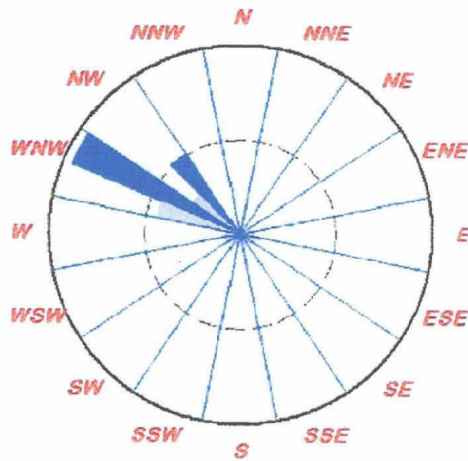 N
NNW NNE
NW NE
WNW ENE
W E
WSW ESE
SW SE
SSW SSE
S